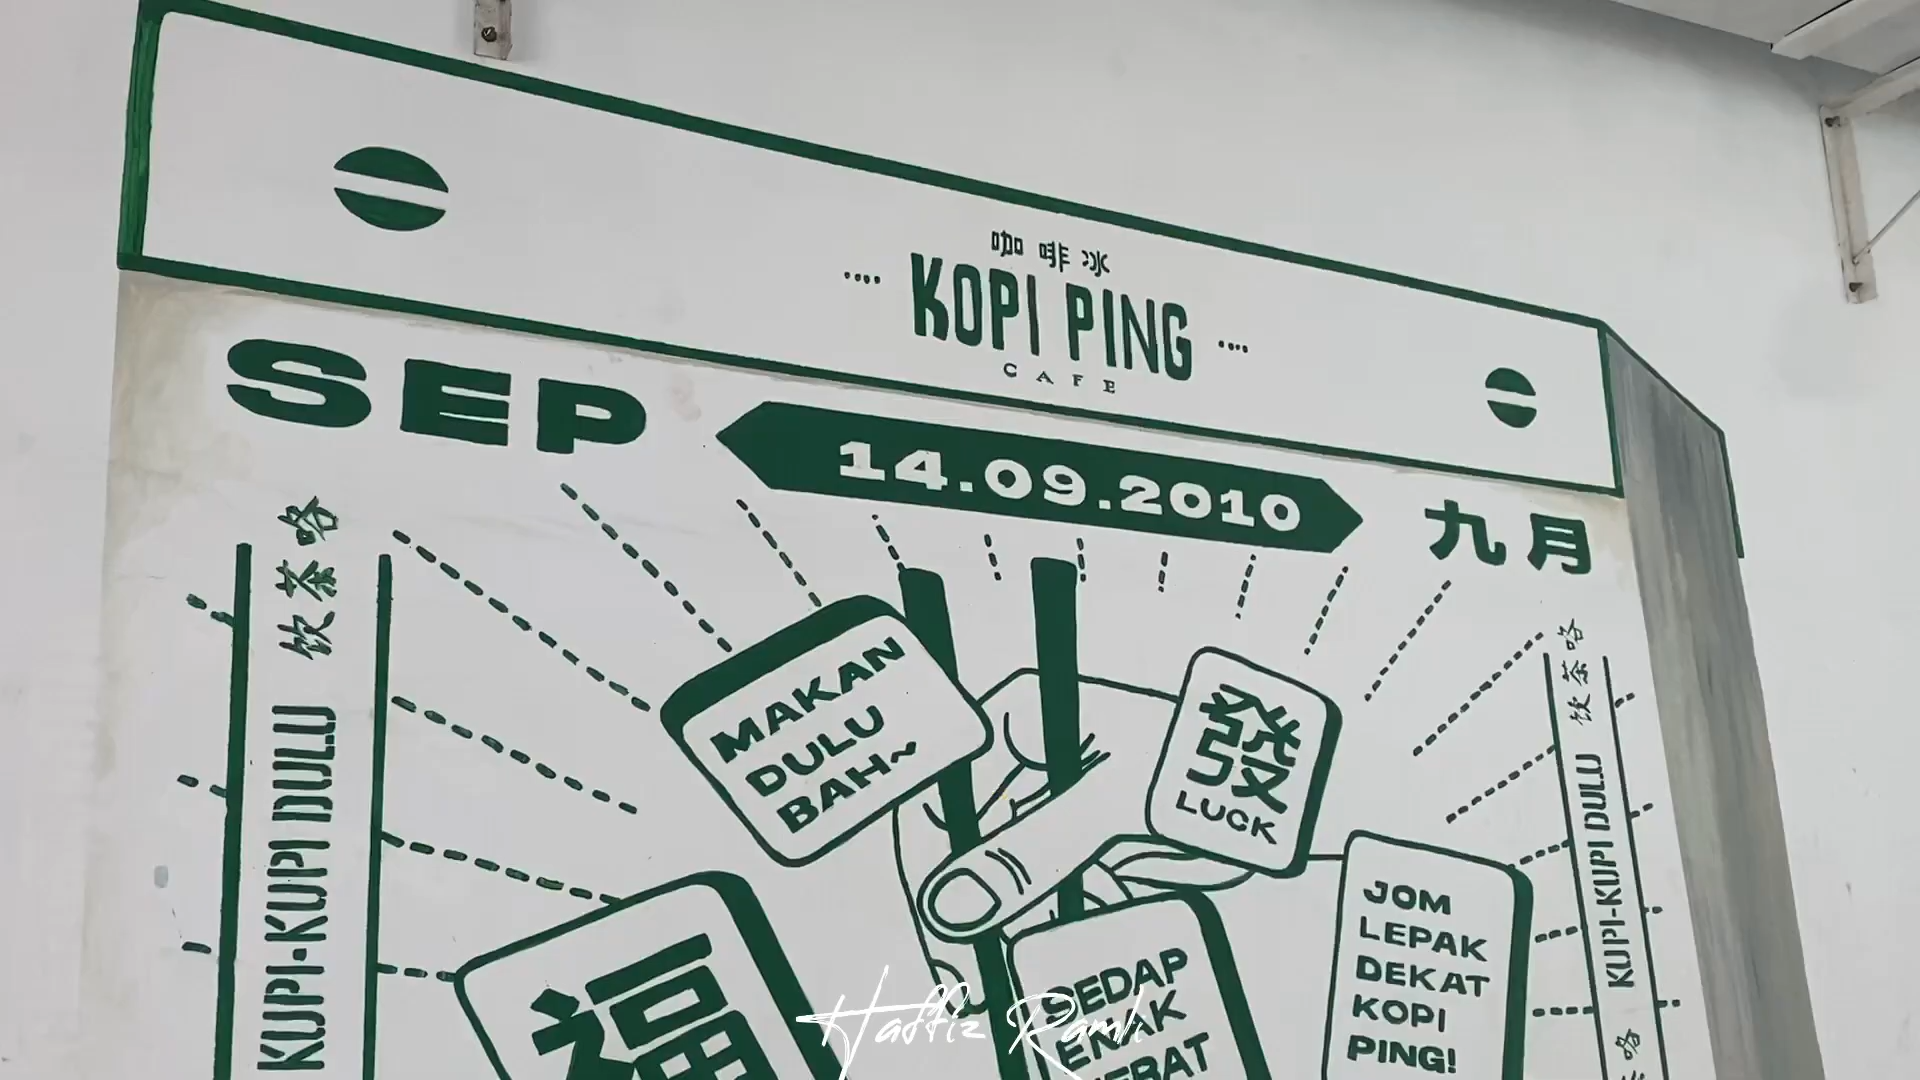 咖啡冰
KOPI PING
CAFE
SEP
14.09.2010
九月
饮茶咯
KUPI-KUPI DULU
MAKAN
DULU
BAH~
發
LUCK
福
SEDAP
ENAK
JOM
LEPAK
DEKAT
KOPI
PING!
饮茶咯
KUPI-KUPI DULU
咯
Haffiz Ramli